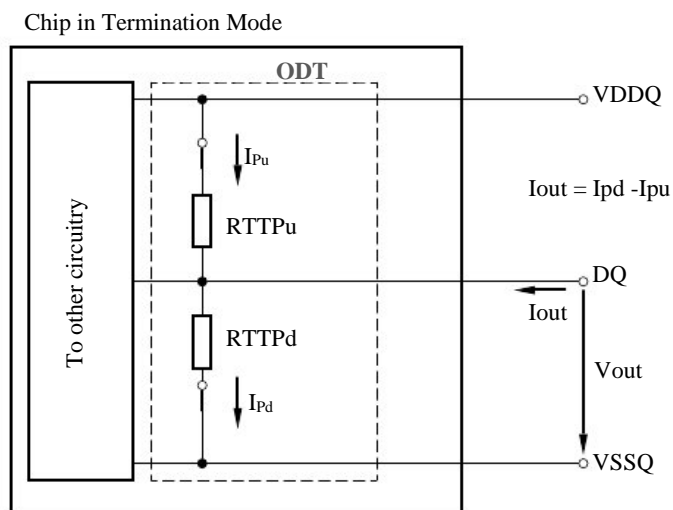 Chip in Termination Mode
ODT
VDDQ
IPu
Iout = Ipd -Ipu
RTTPu
To other circuitry
DQ
Iout
RTTPd
Vout
IPd
VSSQ